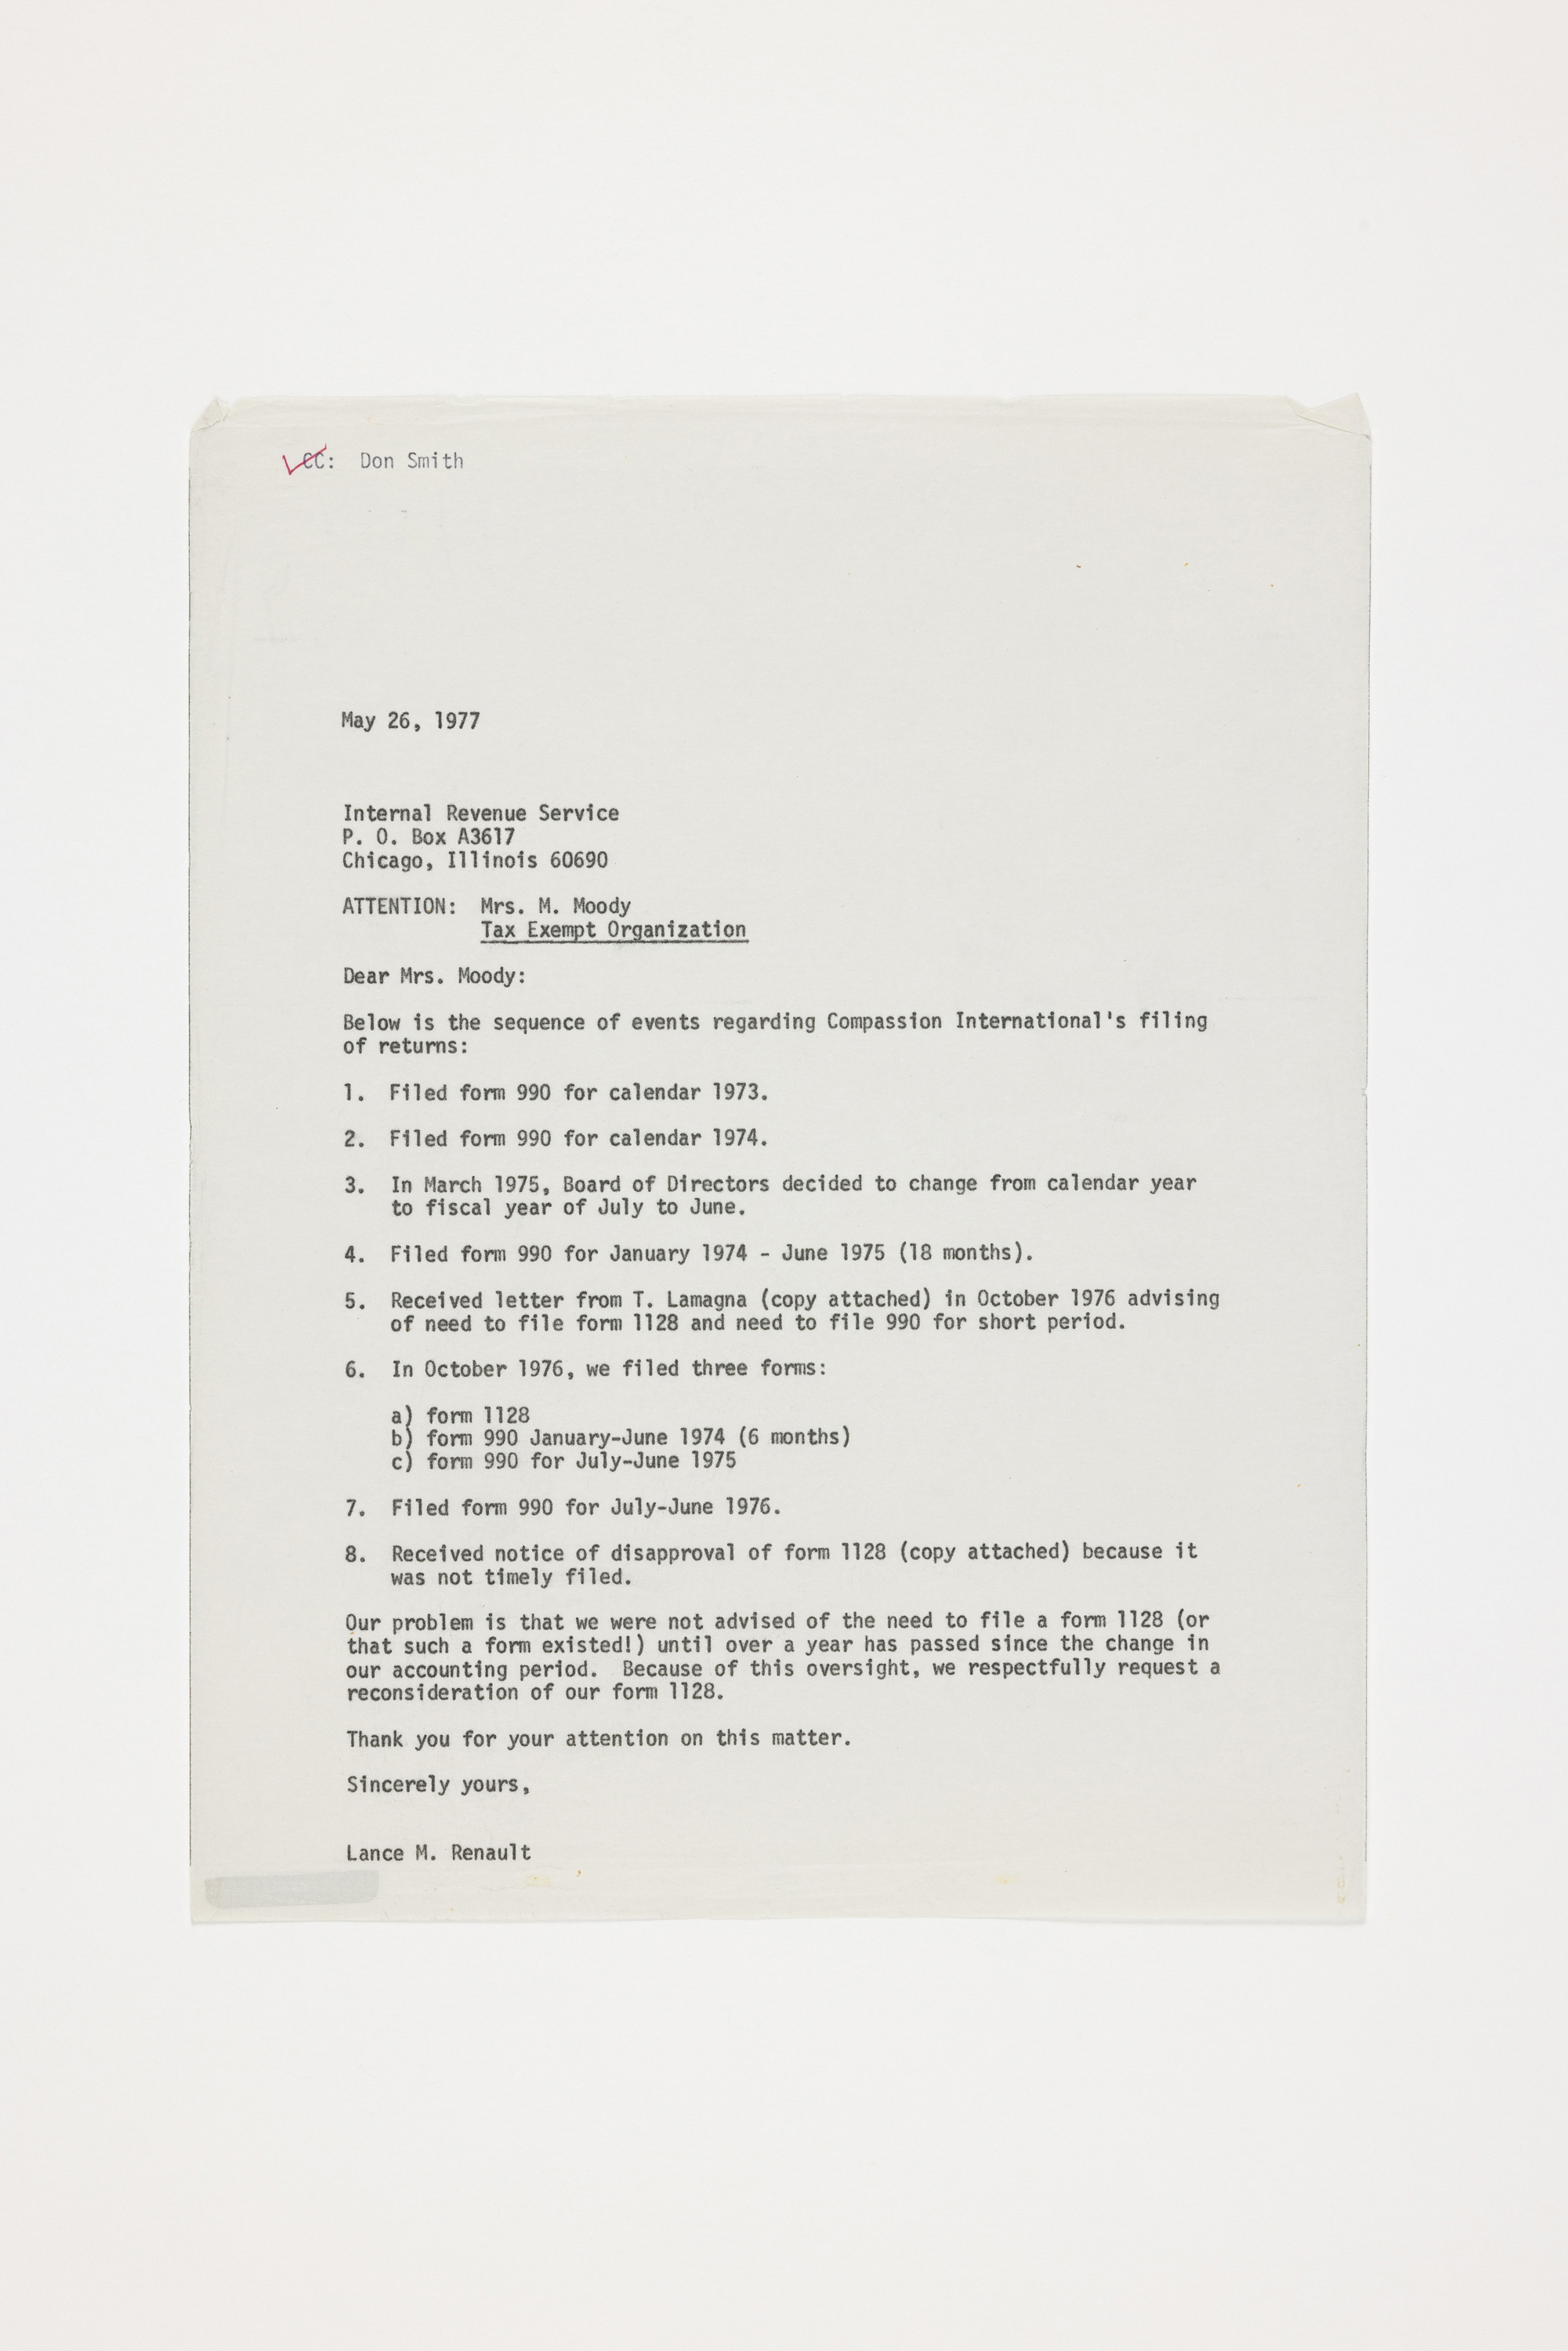 CC: Don Smith
May 26, 1977
Internal Revenue Service
P. O. Box A3617
Chicago, Illinois 60690
ATTENTION: Mrs. M. Moody
Tax Exempt Organization
Dear Mrs. Moody:
Below is the sequence of events regarding Compassion International's filing
of returns:
1. Filed form 990 for calendar 1973.
2. Filed form 990 for calendar 1974.
3. In March 1975, Board of Directors decided to change from calendar year
to fiscal year of July to June.
4. Filed form 990 for January 1974 - June 1975 (18 months).
5. Received letter from T. Lamagna (copy attached) in October 1976 advising
of need to file form 1128 and need to file 990 for short period.
6. In October 1976, we filed three forms:
a) form 1128
b) form 990 January-June 1974 (6 months)
c) form 990 for July-June 1975
7. Filed form 990 for July-June 1976.
8. Received notice of disapproval of form 1128 (copy attached) because it
was not timely filed.
Our problem is that we were not advised of the need to file a form 1128 (or
that such a form existed!) until over a year has passed since the change in
our accounting period. Because of this oversight, we respectfully request a
reconsideration of our form 1128.
Thank you for your attention on this matter.
Sincerely yours,
Lance M. Renault